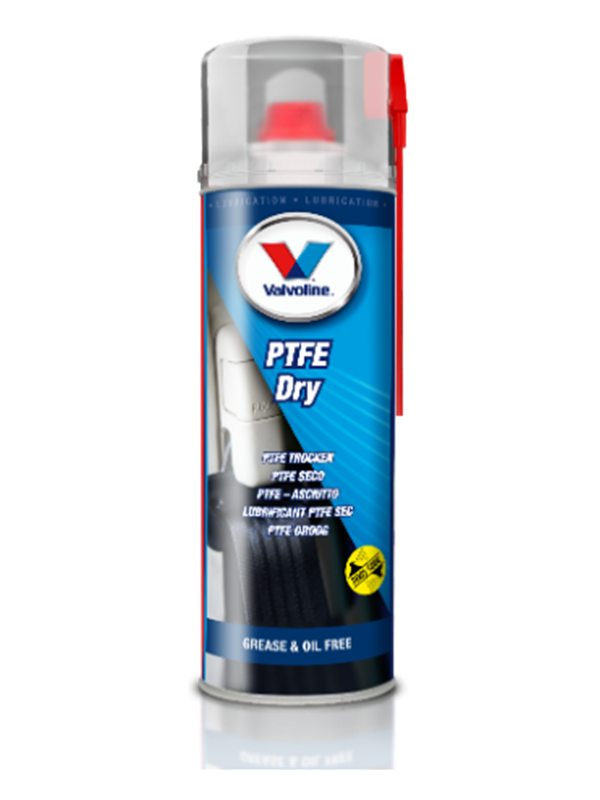 • LUBRICATION • LUBRICATION •
Valvoline.
PTFE
Dry
PTFE TROCKEN
PTFE SECO
PTFE – ASCIUTTO
LUBRIFICANT PTFE SEC
PTFE DROOG
GREASE & OIL FREE